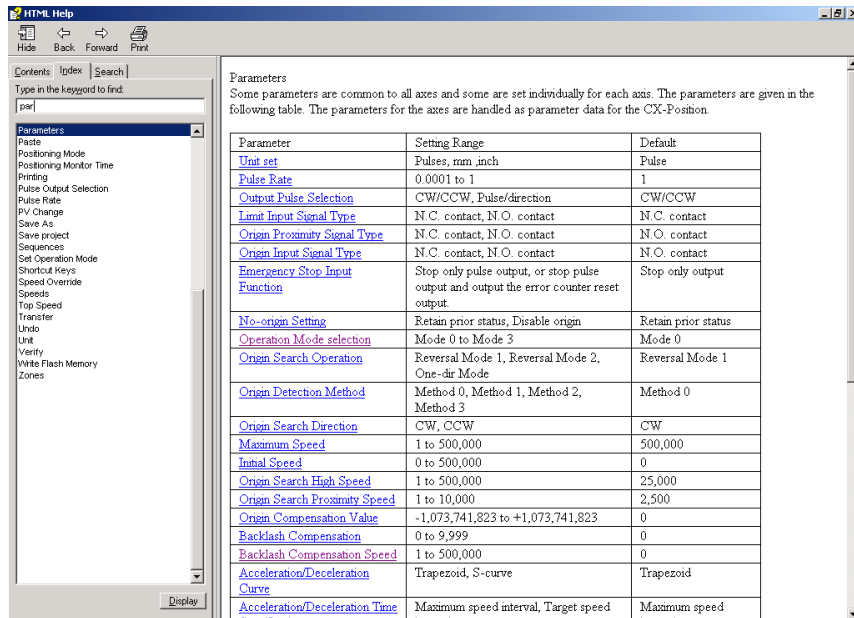 HTML Help
Hide Back Forward Print
Contents Index Search
Type in the keyword to find:
par
Parameters
Paste
Positioning Mode
Positioning Monitor Time
Printing
Pulse Output Selection
Pulse Rate
PV Change
Save As
Save project
Sequences
Set Operation Mode
Shortcut Keys
Speed Override
Speeds
Top Speed
Transfer
Undo
Unit
Verify
Write Flash Memory
Zones
Display
Parameters
Some parameters are common to all axes and some are set individually for each axis. The parameters are given in the
following table. The parameters for the axes are handled as parameter data for the CX-Position.
Parameter Setting Range Default
Unit set Pulses, mm ,inch Pulse
Pulse Rate 0.0001 to 1 1
Output Pulse Selection CW/CCW, Pulse/direction CW/CCW
Limit Input Signal Type N.C. contact, N.O. contact N.C. contact
Origin Proximity Signal Type N.C. contact, N.O. contact N.O. contact
Origin Input Signal Type N.C. contact, N.O. contact N.O. contact
Emergency Stop Input Stop only pulse output, or stop pulse Stop only output
Function output and output the error counter reset
output.
No-origin Setting Retain prior status, Disable origin Retain prior status
Operation Mode selection Mode 0 to Mode 3 Mode 0
Origin Search Operation Reversal Mode 1, Reversal Mode 2, Reversal Mode 1
One-dir Mode
Origin Detection Method Method 0, Method 1, Method 2, Method 0
Method 3
Origin Search Direction CW, CCW CW
Maximum Speed 1 to 500,000 500,000
Initial Speed 0 to 500,000 0
Origin Search High Speed 1 to 500,000 25,000
Origin Search Proximity Speed 1 to 10,000 2,500
Origin Compensation Value -1,073,741,823 to +1,073,741,823 0
Backlash Compensation 0 to 9,999 0
Backlash Compensation Speed 1 to 500,000 0
Acceleration/Deceleration Trapezoid, S-curve Trapezoid
Curve
Acceleration/Deceleration Time Maximum speed interval, Target speed Maximum speed